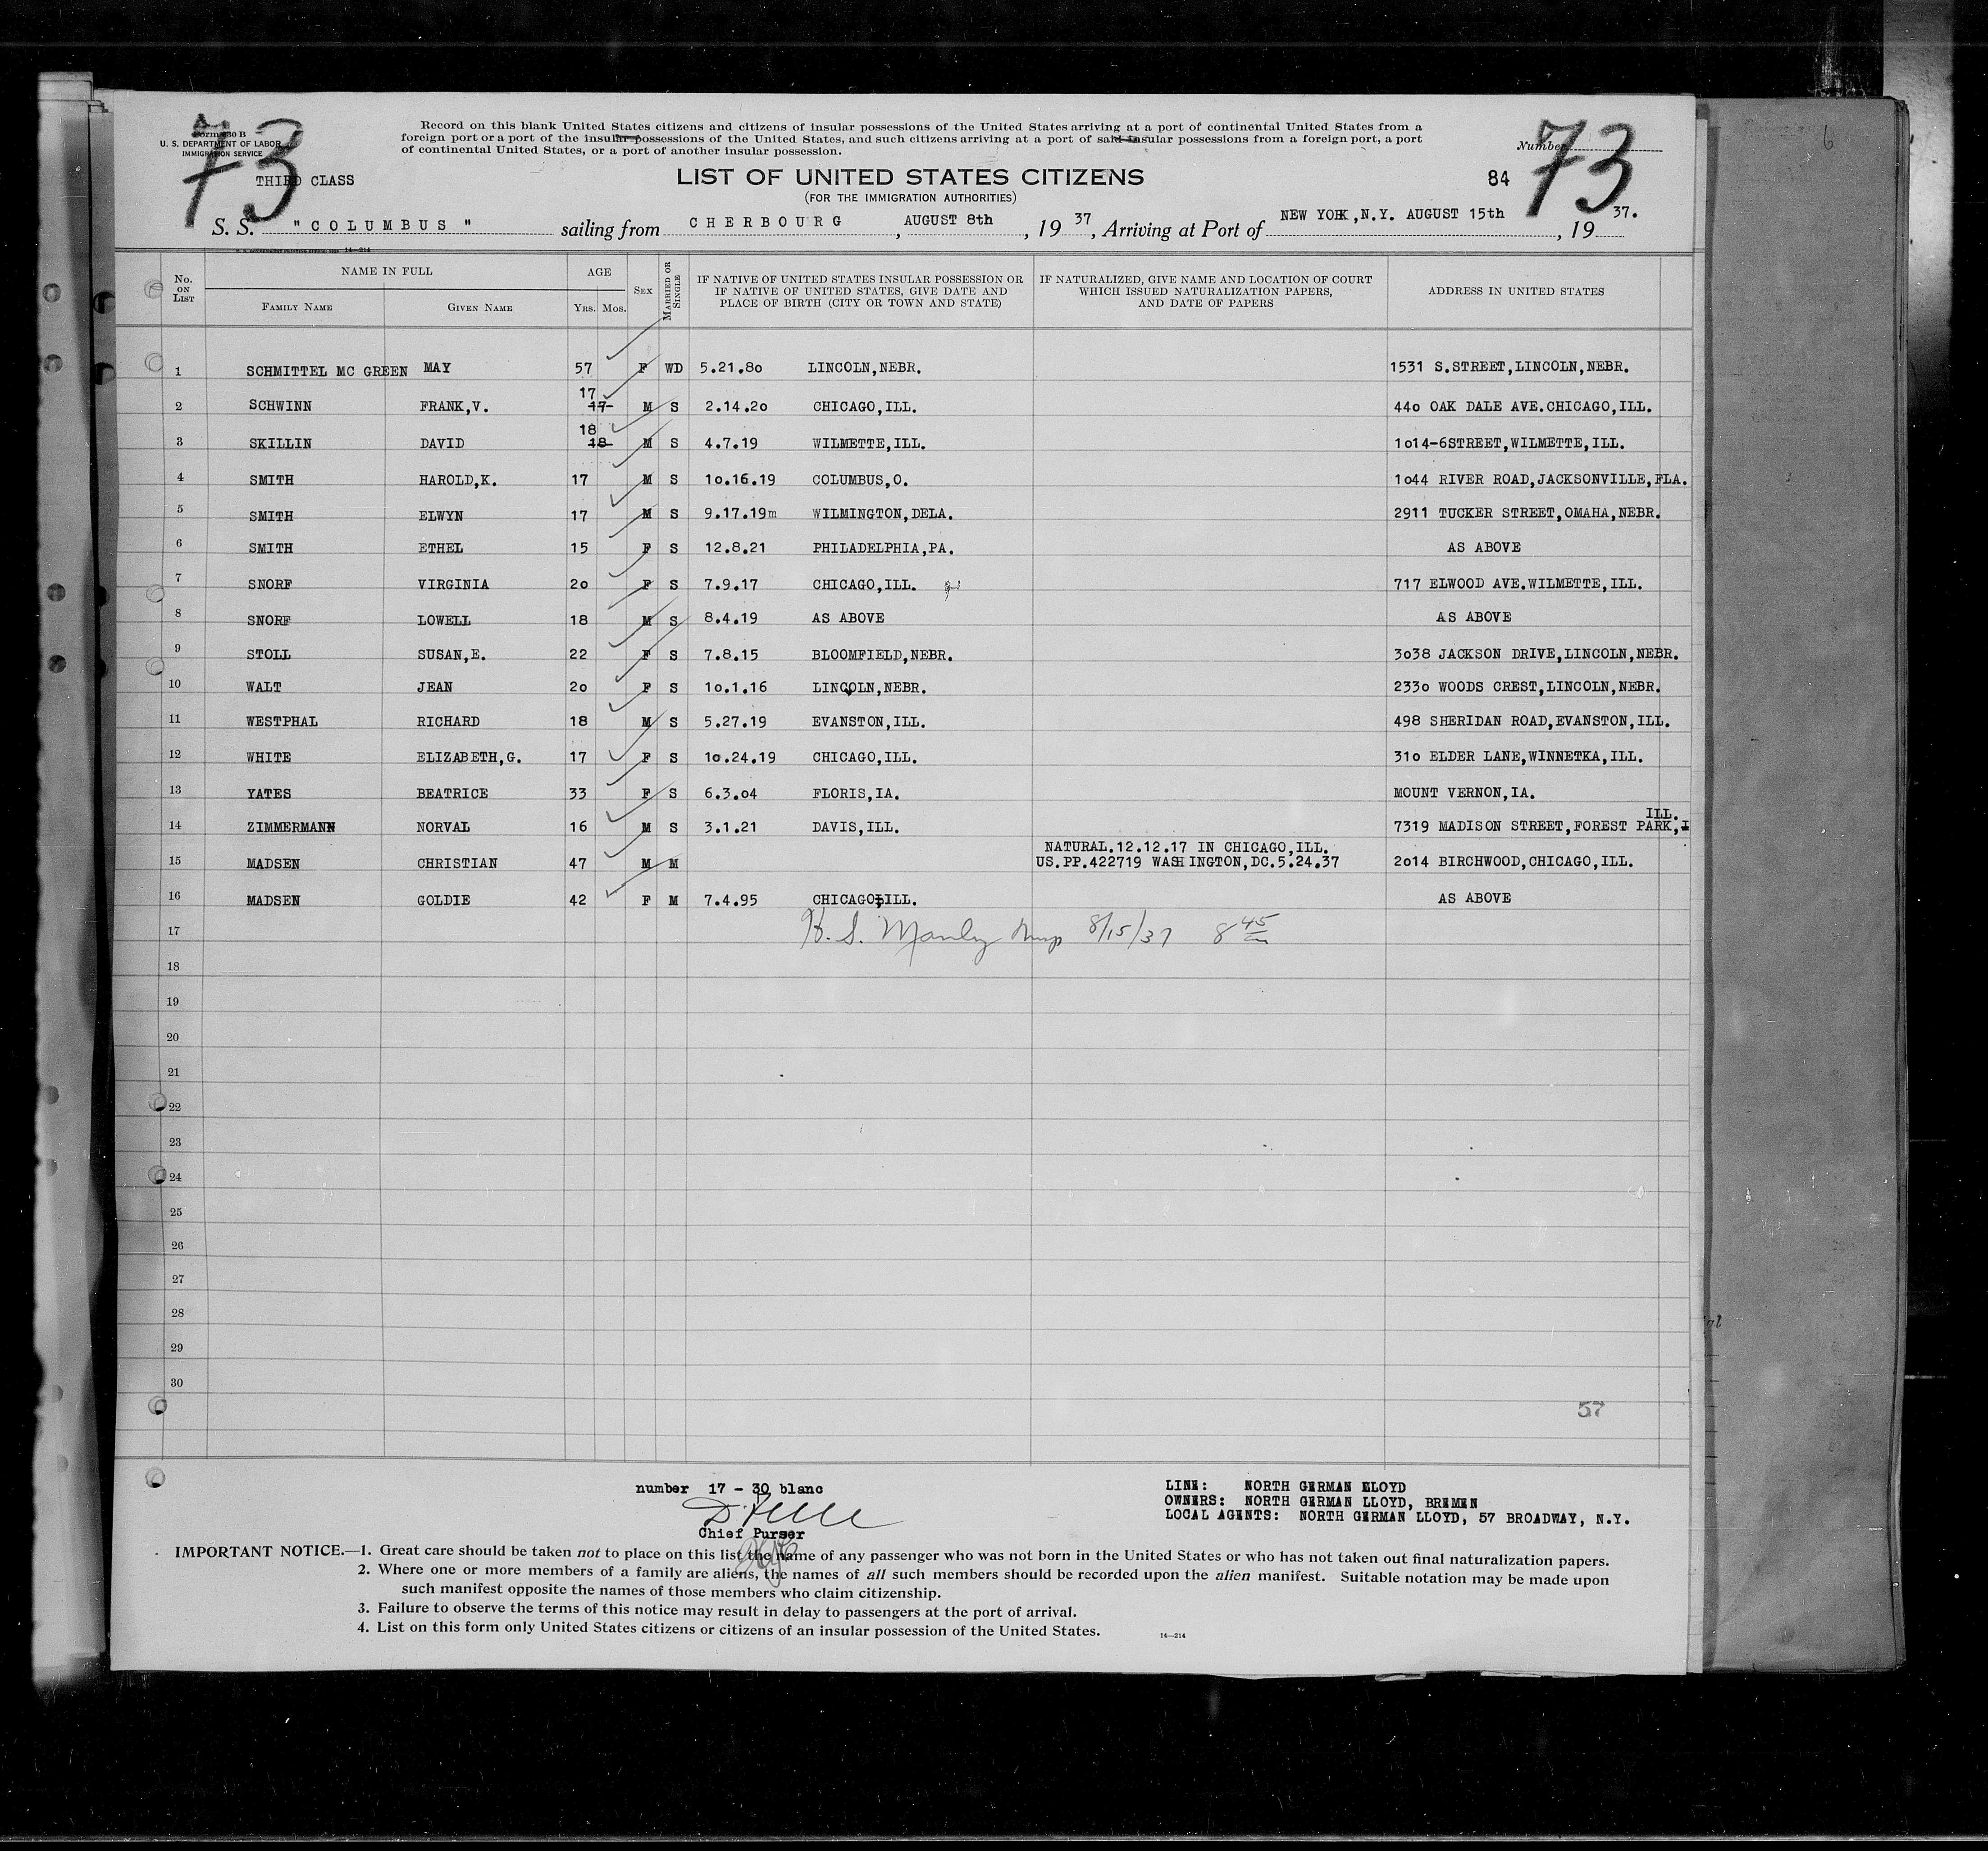 73
Form 630 B
U. S. DEPARTMENT OF LABOR
IMMIGRATION SERVICE
THIRD CLASS
Record on this blank United States citizens and citizens of insular possessions of the United States arriving at a port of continental United States from a
foreign port or a port of the insular possessions of the United States, and such citizens arriving at a port of said insular possessions from a foreign port, a port
of continental United States, or a port of another insular possession.
Number
73
84
LIST OF UNITED STATES CITIZENS
(FOR THE IMMIGRATION AUTHORITIES)
S. S. "COLUMBUS" sailing from CHERBOURG, AUGUST 8th, 1937, Arriving at Port of NEW YORK,N.Y. AUGUST 15th, 1937.
14—214
No. ON LIST NAME IN FULL AGE SEX MARRIED OR SINGLE IF NATIVE OF UNITED STATES INSULAR POSSESSION OR IF NATIVE OF UNITED STATES, GIVE DATE AND PLACE OF BIRTH (CITY OR TOWN AND STATE) IF NATURALIZED, GIVE NAME AND LOCATION OF COURT WHICH ISSUED NATURALIZATION PAPERS, AND DATE OF PAPERS ADDRESS IN UNITED STATES
FAMILY NAME GIVEN NAME YRS. MOS.
1 SCHMITTEL MC GREEN MAY 57 F WD 5.21.80 LINCOLN,NEBR. 1531 S.STREET,LINCOLN,NEBR.
2 SCHWINN FRANK,V. 17 17 M S 2.14.20 CHICAGO,ILL. 440 OAK DALE AVE.CHICAGO,ILL.
3 SKILLIN DAVID 18 18 M S 4.7.19 WILMETTE,ILL. 1014-6STREET,WILMETTE,ILL.
4 SMITH HAROLD,K. 17 M S 10.16.19 COLUMBUS,O. 1044 RIVER ROAD,JACKSONVILLE,FLA.
5 SMITH ELWYN 17 M S 9.17.19m WILMINGTON,DELA. 2911 TUCKER STREET,OMAHA,NEBR.
6 SMITH ETHEL 15 F S 12.8.21 PHILADELPHIA,PA. AS ABOVE
7 SNORF VIRGINIA 20 F S 7.9.17 CHICAGO,ILL. 717 ELWOOD AVE.WILMETTE,ILL.
8 SNORF LOWELL 18 M S 8.4.19 AS ABOVE AS ABOVE
9 STOLL SUSAN,E. 22 F S 7.8.15 BLOOMFIELD,NEBR. 3038 JACKSON DRIVE,LINCOLN,NEBR.
10 WALT JEAN 20 F S 10.1.16 LINCOLN,NEBR. 2330 WOODS CREST,LINCOLN,NEBR.
11 WESTPHAL RICHARD 18 M S 5.27.19 EVANSTON,ILL. 498 SHERIDAN ROAD,EVANSTON,ILL.
12 WHITE ELIZABETH,G. 17 F S 10.24.19 CHICAGO,ILL. 310 ELDER LANE,WINNETKA,ILL.
13 YATES BEATRICE 33 F S 6.3.04 FLORIS,IA. MOUNT VERNON,IA.
14 ZIMMERMANN NORVAL 16 M S 3.1.21 DAVIS,ILL. 7319 MADISON STREET,FOREST PARK,ILL.
NATURAL.12.12.17 IN CHICAGO,ILL.
15 MADSEN CHRISTIAN 47 M M US.PP.422719 WASHINGTON,DC.5.24.37 2014 BIRCHWOOD,CHICAGO,ILL.
16 MADSEN GOLDIE 42 F M 7.4.95 CHICAGO,ILL. AS ABOVE
17 H. S. Manly 8/15/37 8 45
18
19
20
21
22
23
24
25
26
27
28
29
30
57
number 17 - 30 blanc
Chief Purser
LINE: NORTH GERMAN LLOYD
OWNERS: NORTH GERMAN LLOYD, BREMEN
LOCAL AGENTS: NORTH GERMAN LLOYD, 57 BROADWAY, N.Y.
IMPORTANT NOTICE.—1. Great care should be taken not to place on this list the name of any passenger who was not born in the United States or who has not taken out final naturalization papers.
2. Where one or more members of a family are aliens, the names of all such members should be recorded upon the alien manifest. Suitable notation may be made upon
such manifest opposite the names of those members who claim citizenship.
3. Failure to observe the terms of this notice may result in delay to passengers at the port of arrival.
4. List on this form only United States citizens or citizens of an insular possession of the United States.
14—214
6